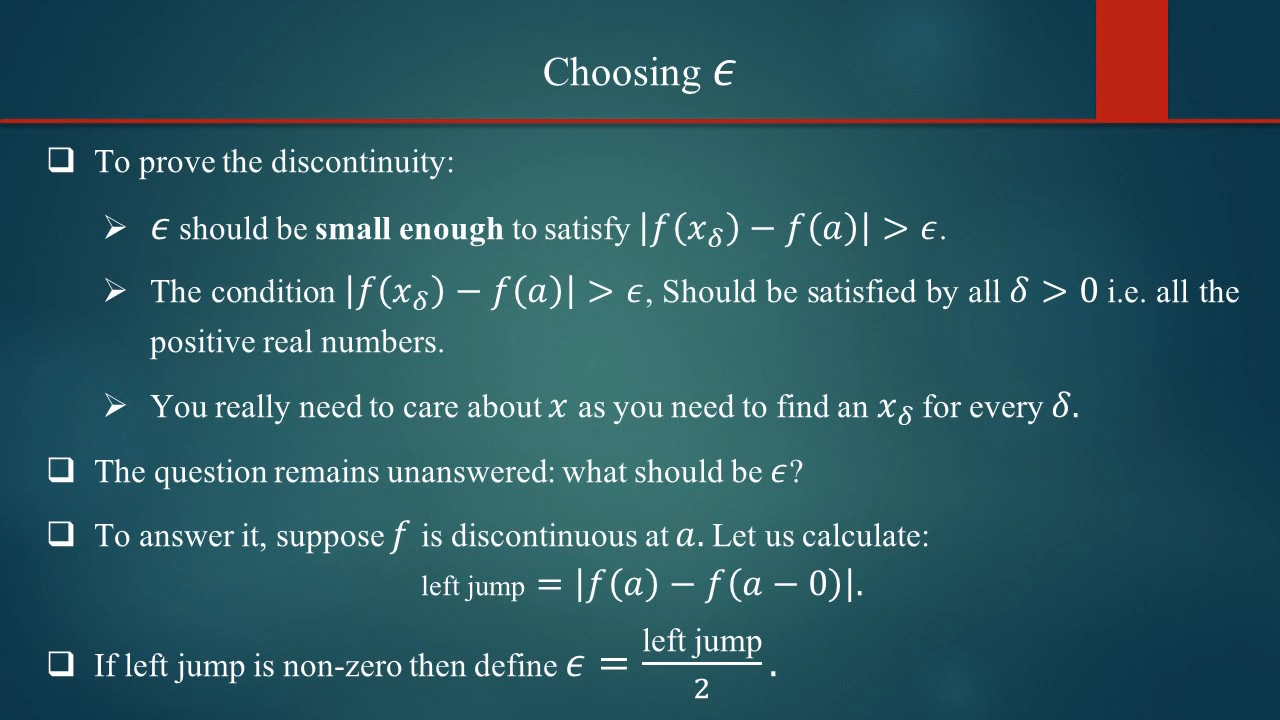 Choosing 𝜖
❑ To prove the discontinuity:
➢ 𝜖 should be small enough to satisfy |𝑓(𝑥_𝛿) − 𝑓(𝑎)| > 𝜖.
➢ The condition |𝑓(𝑥_𝛿) − 𝑓(𝑎)| > 𝜖, Should be satisfied by all 𝛿 > 0 i.e. all the
positive real numbers.
➢ You really need to care about 𝑥 as you need to find an 𝑥_𝛿 for every 𝛿.
❑ The question remains unanswered: what should be 𝜖?
❑ To answer it, suppose 𝑓 is discontinuous at 𝑎. Let us calculate:
left jump = |𝑓(𝑎) − 𝑓(𝑎 − 0)|.
❑ If left jump is non-zero then define 𝜖 = left jump / 2 .